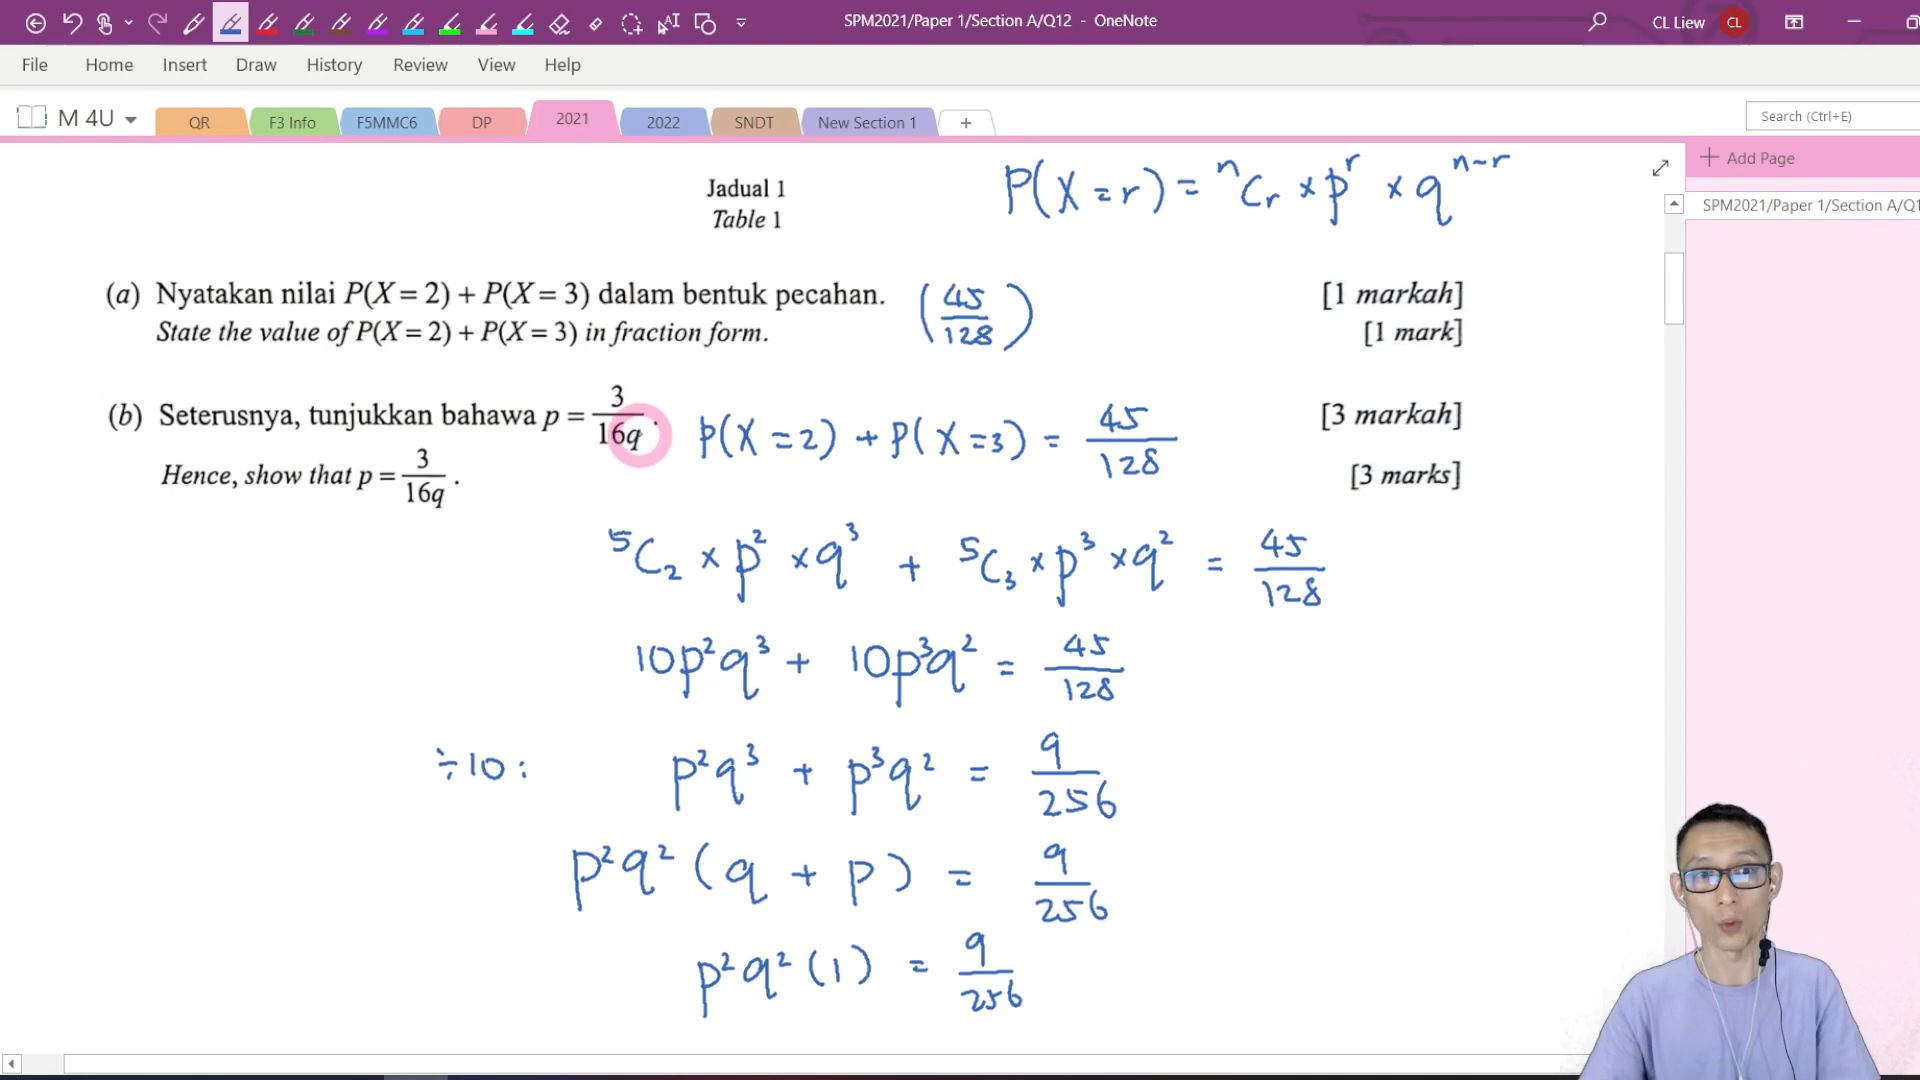 SPM2021/Paper 1/Section A/Q12 - OneNote
CL Liew CL
File Home Insert Draw History Review View Help
M 4U QR F3 Info F5MMC6 DP 2021 2022 SNDT New Section 1 +
Search (Ctrl+E)
Add Page
SPM2021/Paper 1/Section A/Q1
Jadual 1
Table 1
P(X=r) = ⁿCᵣ × pʳ × qⁿ⁻ʳ
(a) Nyatakan nilai P(X = 2) + P(X = 3) dalam bentuk pecahan. (45/128) [1 markah]
State the value of P(X = 2) + P(X = 3) in fraction form. [1 mark]
(b) Seterusnya, tunjukkan bahawa p = 3/16q. P(X=2) + P(X=3) = 45/128 [3 markah]
Hence, show that p = 3/16q. [3 marks]
⁵C₂ × p² × q³ + ⁵C₃ × p³ × q² = 45/128
10p²q³ + 10p³q² = 45/128
÷10: p²q³ + p³q² = 9/256
p²q²(q + p) = 9/256
p²q²(1) = 9/256